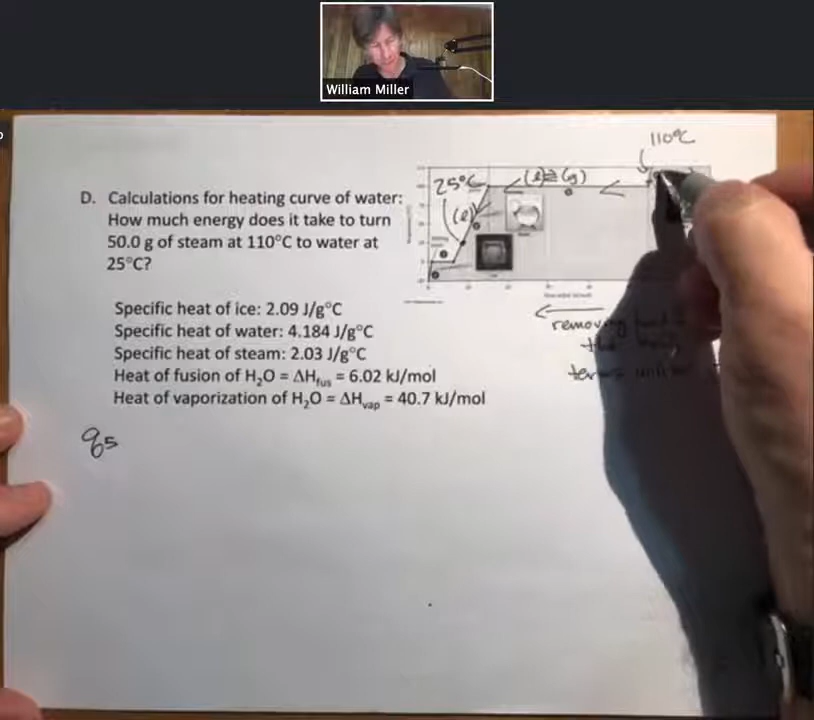 William Miller
110°C
D. Calculations for heating curve of water:
How much energy does it take to turn
50.0 g of steam at 110°C to water at
25°C?
25°C
(l)⇌(g)
(l)
Specific heat of ice: 2.09 J/g°C
Specific heat of water: 4.184 J/g°C
Specific heat of steam: 2.03 J/g°C
Heat of fusion of H₂O = ΔHfus = 6.02 kJ/mol
Heat of vaporization of H₂O = ΔHvap = 40.7 kJ/mol
removing
q5